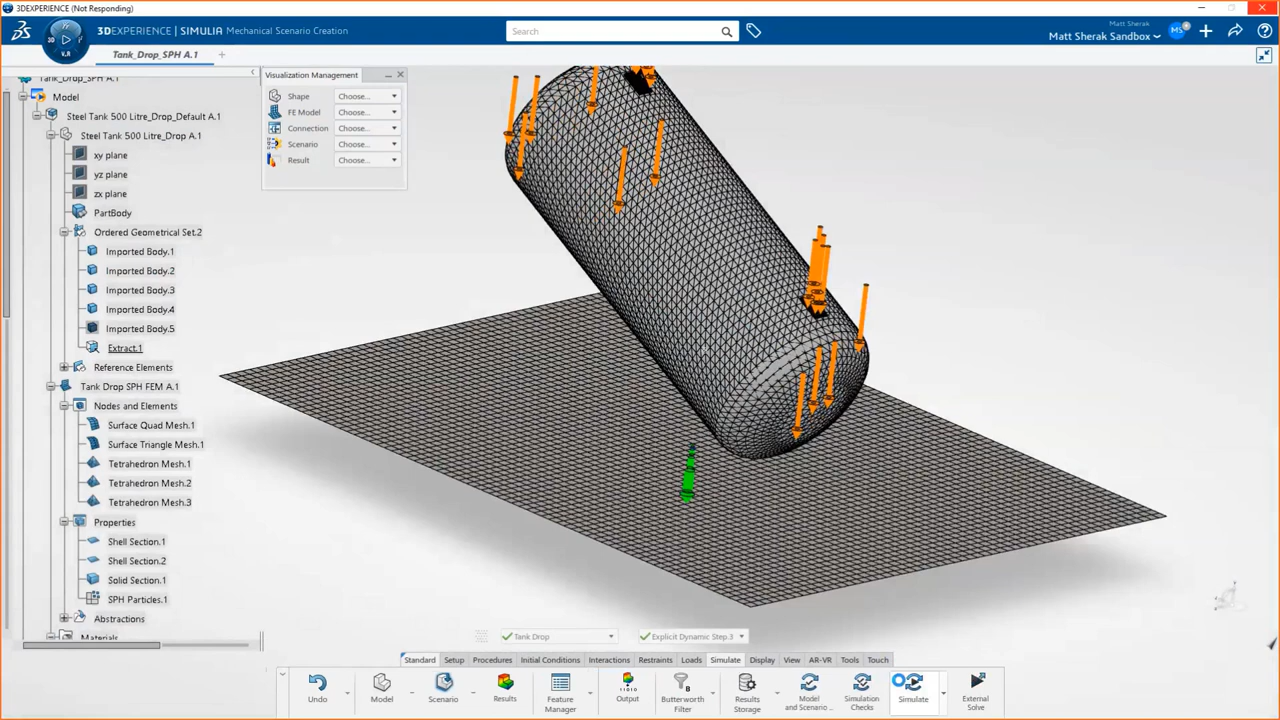 3DEXPERIENCE (Not Responding)
3DEXPERIENCE | SIMULIA Mechanical Scenario Creation
Search
Matt Sherak
Matt Sherak Sandbox
MS
3D
V.R
Tank_Drop_SPH A.1
+
Tank_Drop_SPH A.1
Model
Steel Tank 500 Litre_Drop_Default A.1
Steel Tank 500 Litre_Drop A.1
xy plane
yz plane
zx plane
PartBody
Ordered Geometrical Set.2
Imported Body.1
Imported Body.2
Imported Body.3
Imported Body.4
Imported Body.5
Extract.1
Reference Elements
Tank Drop SPH FEM A.1
Nodes and Elements
Surface Quad Mesh.1
Surface Triangle Mesh.1
Tetrahedron Mesh.1
Tetrahedron Mesh.2
Tetrahedron Mesh.3
Properties
Shell Section.1
Shell Section.2
Solid Section.1
SPH Particles.1
Abstractions
Materials
Visualization Management
Shape Choose...
FE Model Choose...
Connection Choose...
Scenario Choose...
Result Choose...
Tank Drop
Explicit Dynamic Step.3
Standard Setup Procedures Initial Conditions Interactions Restraints Loads Simulate Display View AR-VR Tools Touch
Undo
Model
Scenario
Results
Feature Manager
Output
Butterworth Filter
Results Storage
Model and Scenario ...
Simulation Checks
Simulate
External Solve